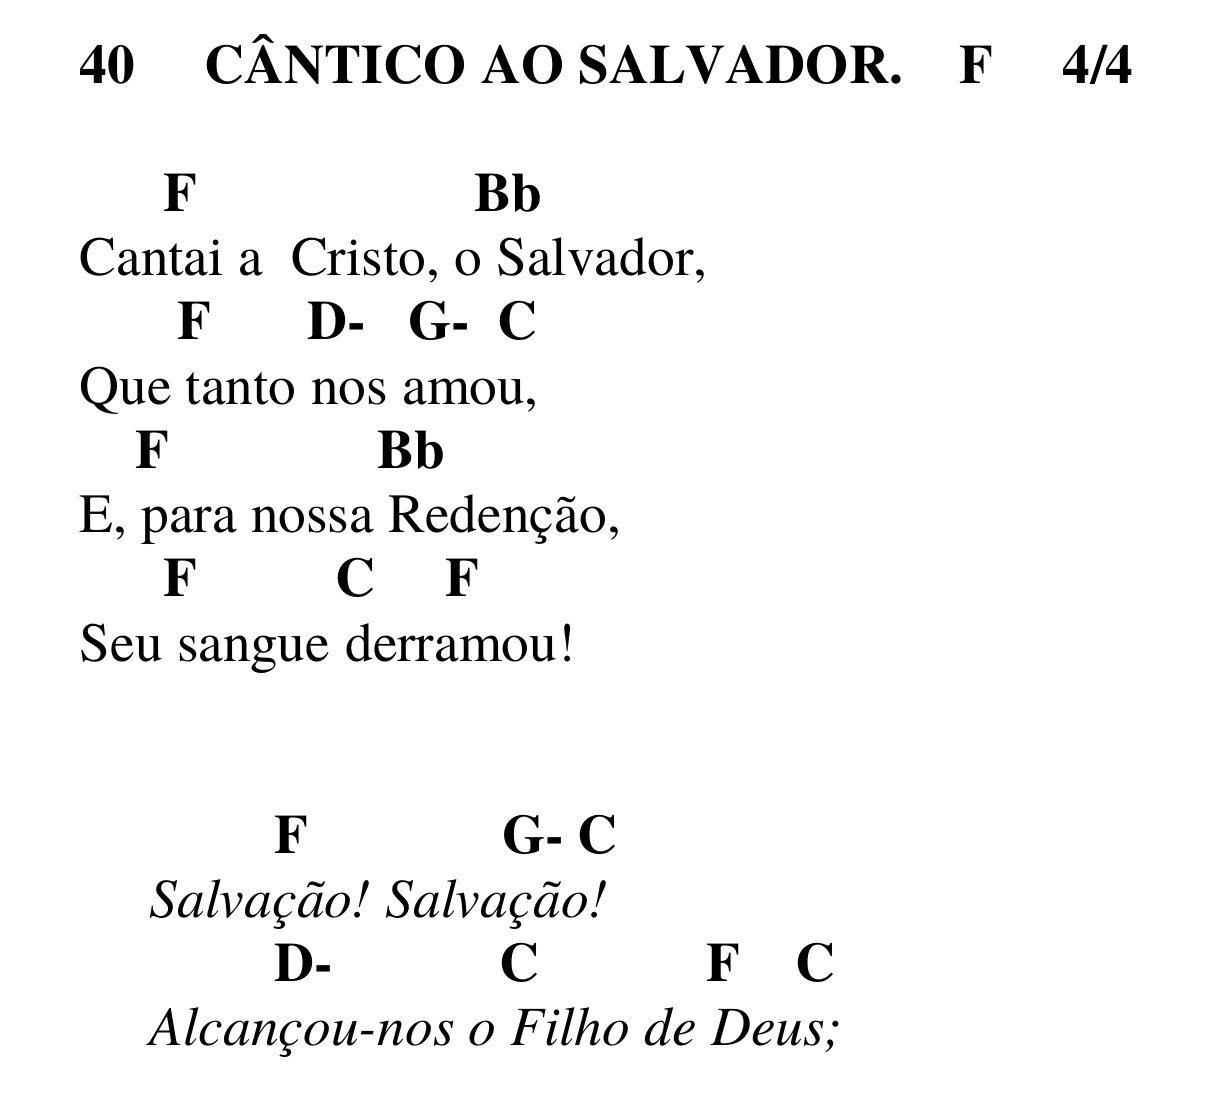 40 CÂNTICO AO SALVADOR. F 4/4
F Bb
Cantai a Cristo, o Salvador,
F D- G- C
Que tanto nos amou,
F Bb
E, para nossa Redenção,
F C F
Seu sangue derramou!
F G- C
Salvação! Salvação!
D- C F C
Alcançou-nos o Filho de Deus;